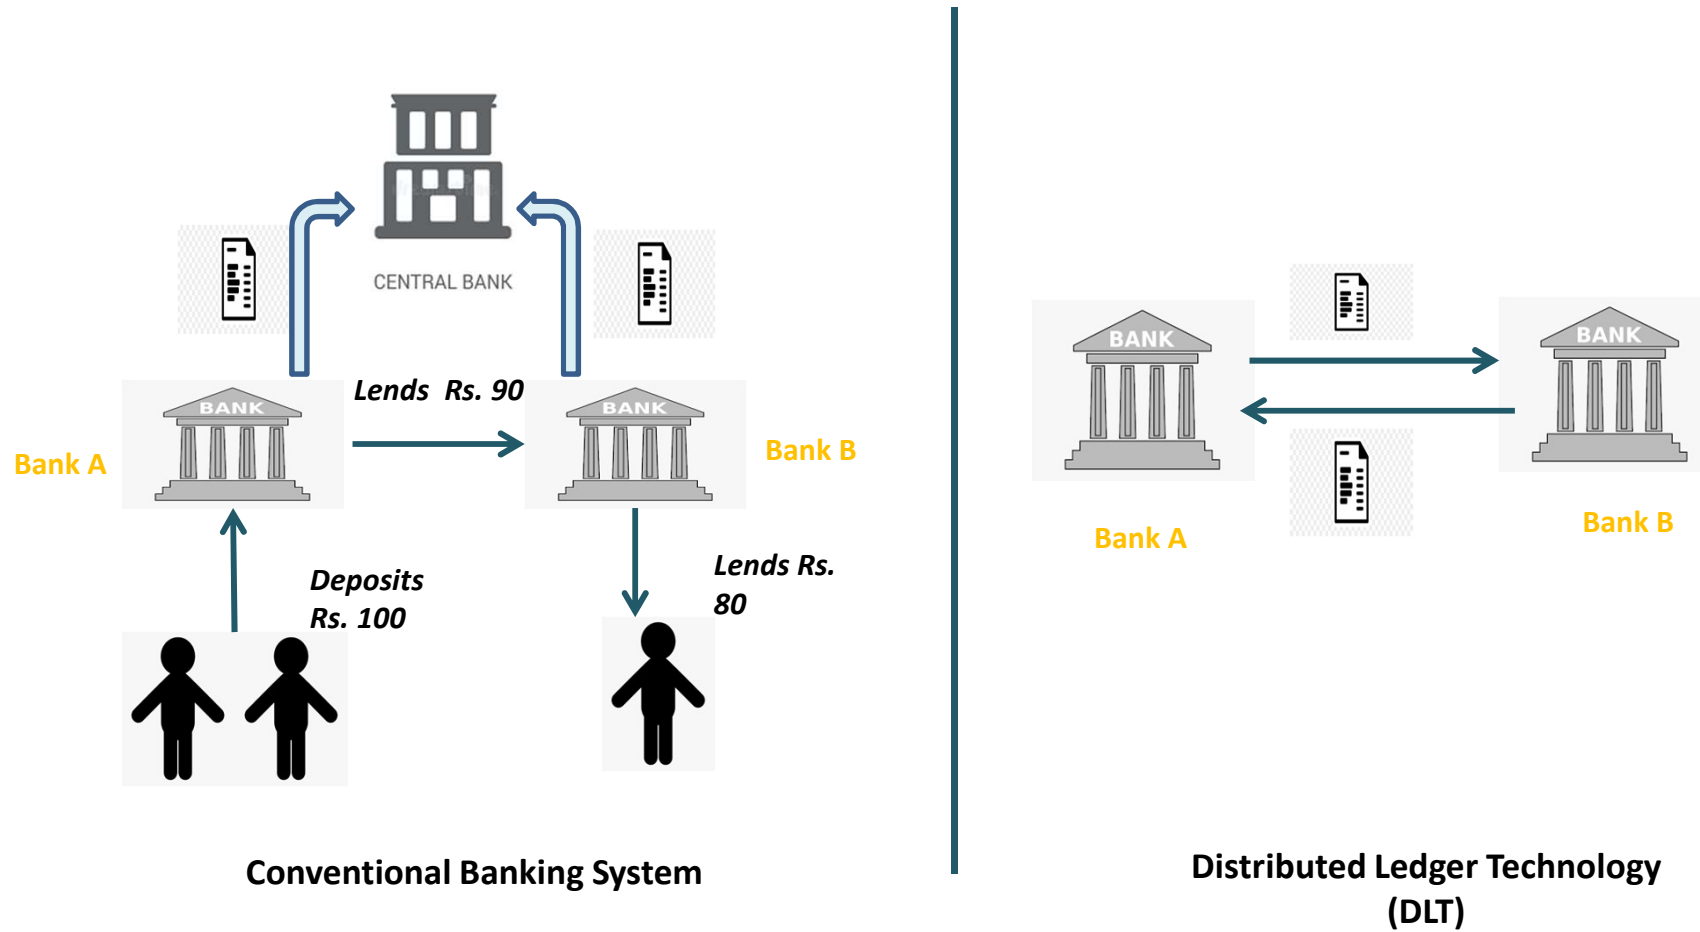 CENTRAL BANK
Lends Rs. 90
BANK
BANK
Bank A
Bank B
Deposits
Rs. 100
Lends Rs.
80
Conventional Banking System
BANK
BANK
Bank A
Bank B
Distributed Ledger Technology
(DLT)